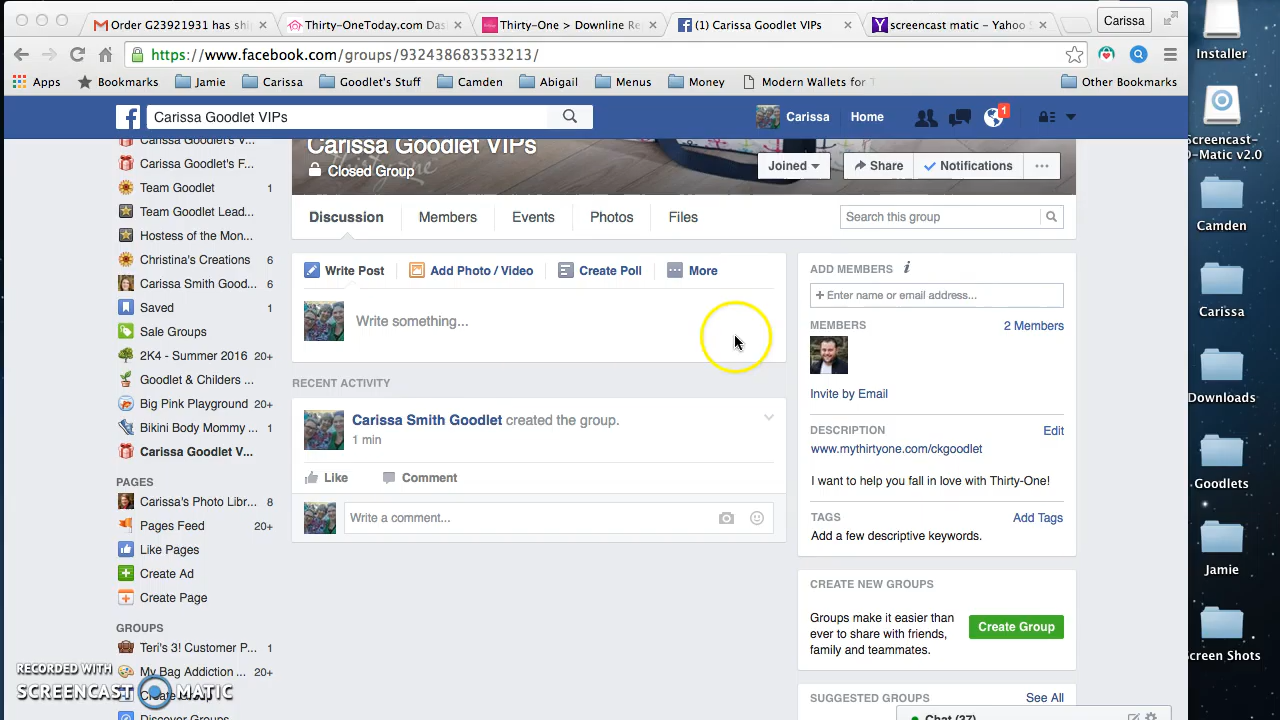 Order G23921931 has shi
Thirty-OneToday.com Das
Thirty-One > Downline Re
(1) Carissa Goodlet VIPs
screencast matic - Yahoo S
Carissa
https://www.facebook.com/groups/932438683533213/
Apps
Bookmarks
Jamie
Carissa
Goodlet's Stuff
Camden
Abigail
Menus
Money
Modern Wallets for
Other Bookmarks
Carissa Goodlet VIPs
Carissa
Home
1
Carissa Goodlet's V...
Carissa Goodlet's F...
Team Goodlet 1
Team Goodlet Lead...
Hostess of the Mon...
Christina's Creations 6
Carissa Smith Good... 6
Saved 1
Sale Groups
2K4 - Summer 2016 20+
Goodlet & Childers ...
Big Pink Playground 20+
Bikini Body Mommy ... 1
Carissa Goodlet V...
PAGES
Carissa's Photo Libr... 8
Pages Feed 20+
Like Pages
Create Ad
Create Page
GROUPS
Teri's 3! Customer P... 1
My Bag Addiction ... 20+
Create Group
Discover Groups
RECORDED WITH
SCREENCAST MATIC
Carissa Goodlet VIPs
Closed Group
Joined
Share
Notifications
...
Discussion
Members
Events
Photos
Files
Search this group
Write Post
Add Photo / Video
Create Poll
More
Write something...
RECENT ACTIVITY
Carissa Smith Goodlet created the group.
1 min
Like
Comment
Write a comment...
ADD MEMBERS i
+ Enter name or email address...
MEMBERS
2 Members
Invite by Email
DESCRIPTION
Edit
www.mythirtyone.com/ckgoodlet
I want to help you fall in love with Thirty-One!
TAGS
Add Tags
Add a few descriptive keywords.
CREATE NEW GROUPS
Groups make it easier than
ever to share with friends,
family and teammates.
Create Group
SUGGESTED GROUPS
See All
Chat (37)
Installer
Screencast-
O-Matic v2.0
Camden
Carissa
Downloads
Goodlets
Jamie
Screen Shots